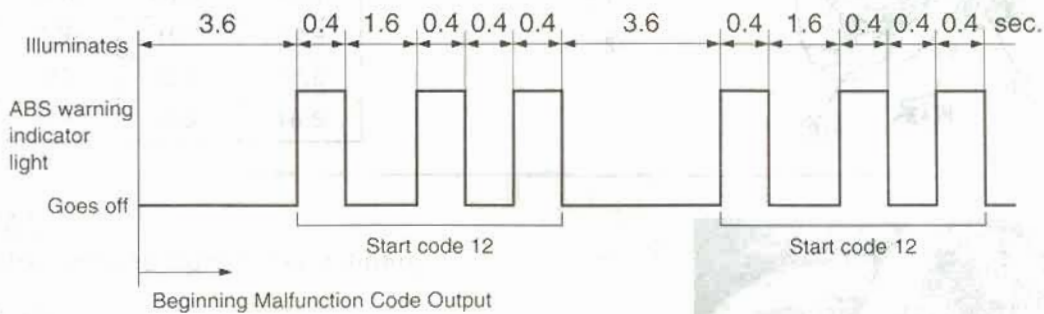 3.6 0.4 1.6 0.4 0.4 0.4 3.6 0.4 1.6 0.4 0.4 0.4 sec.
Illuminates
ABS warning
indicator
light
Goes off
Start code 12 Start code 12
Beginning Malfunction Code Output